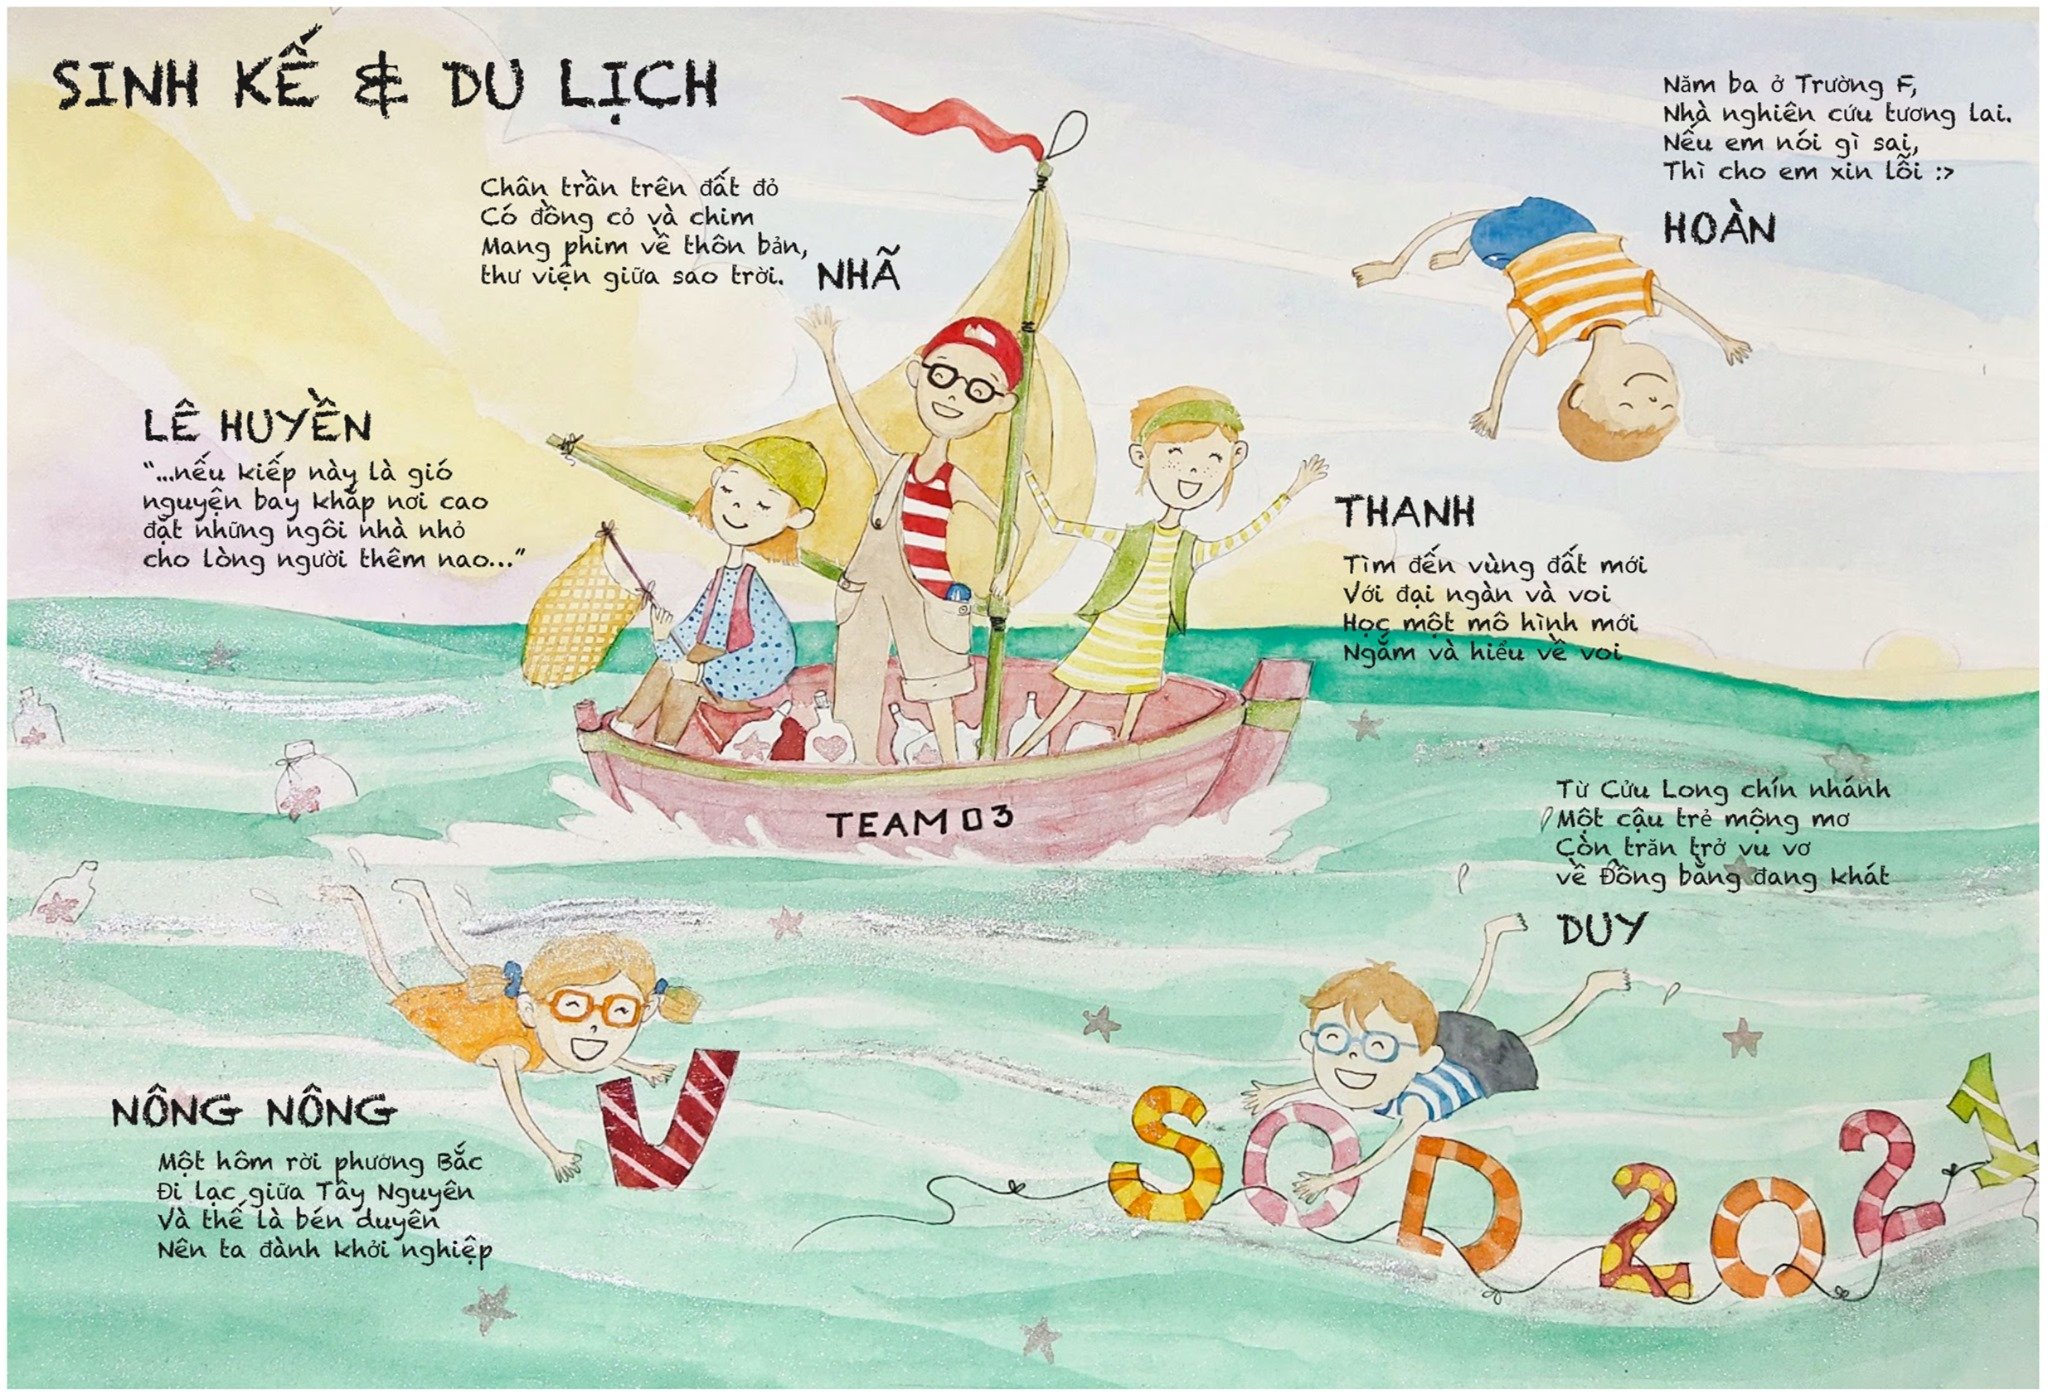 SINH KẾ & DU LỊCH
Chân trần trên đất đỏ
Có đồng cỏ và chim
Mang phim về thôn bản,
thư viện giữa sao trời.
NHÃ
Năm ba ở Trường F,
Nhà nghiên cứu tương lai.
Nếu em nói gì sai,
Thì cho em xin lỗi :>
HOÀN
LÊ HUYỀN
"...nếu kiếp này là gió
nguyện bay khắp nơi cao
đặt những ngôi nhà nhỏ
cho lòng người thêm nao..."
THANH
Tìm đến vùng đất mới
Với đại ngàn và voi
Học một mô hình mới
Ngắm và hiểu về voi
TEAM 03
Từ Cửu Long chín nhánh
Một cậu trẻ mộng mơ
Còn trăn trở vu vơ
về Đồng bằng đang khát
DUY
NÔNG NÔNG
Một hôm rời phương Bắc
Đi lạc giữa Tây Nguyên
Và thế là bén duyên
Nên ta đành khởi nghiệp
V SOD 2021